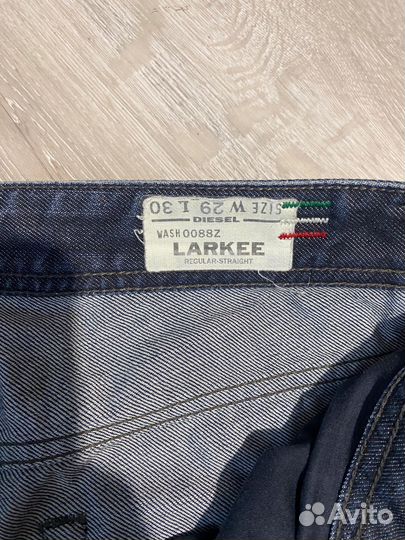 SIZE W 29 L 30
DIESEL
WASH 0088Z
LARKEE
REGULAR-STRAIGHT
Avito